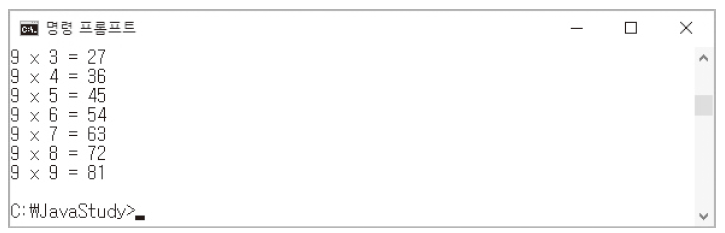 명령 프롬프트
9 x 3 = 27
9 x 4 = 36
9 x 5 = 45
9 x 6 = 54
9 x 7 = 63
9 x 8 = 72
9 x 9 = 81
C:₩JavaStudy>